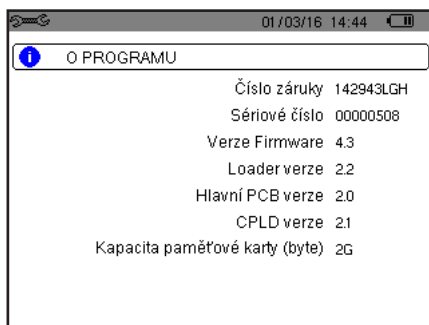 01/03/16 14:44
O PROGRAMU
Číslo záruky 142943LGH
Sériové číslo 00000508
Verze Firmware 4.3
Loader verze 2.2
Hlavní PCB verze 2.0
CPLD verze 2.1
Kapacita paměťové karty (byte) 2G